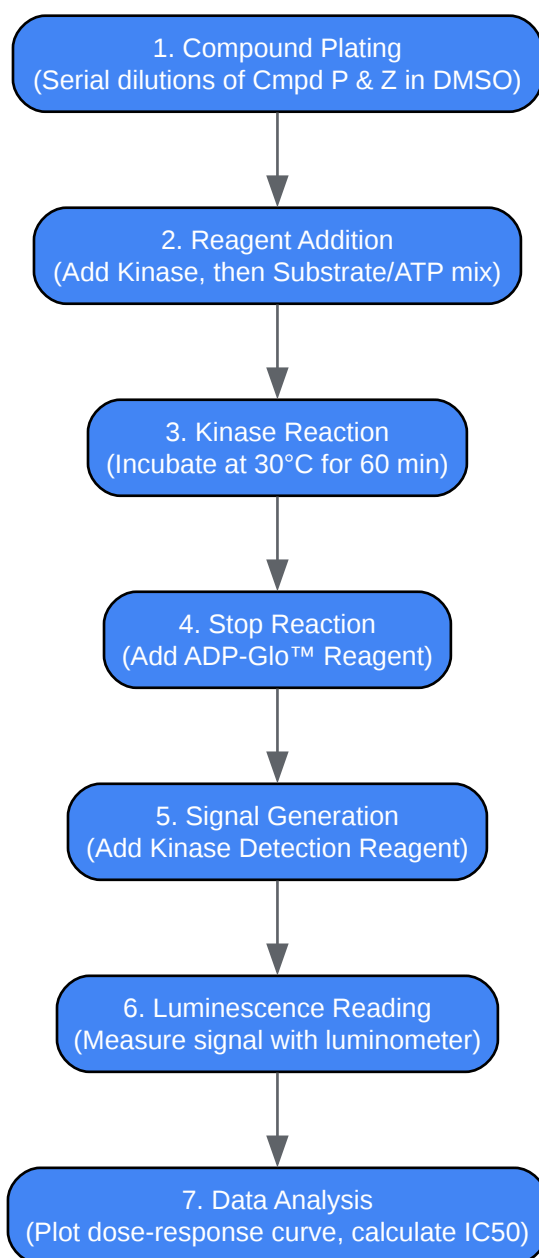 1. Compound Plating
(Serial dilutions of Cmpd P & Z in DMSO)
2. Reagent Addition
(Add Kinase, then Substrate/ATP mix)
3. Kinase Reaction
(Incubate at 30°C for 60 min)
4. Stop Reaction
(Add ADP-Glo™ Reagent)
5. Signal Generation
(Add Kinase Detection Reagent)
6. Luminescence Reading
(Measure signal with luminometer)
7. Data Analysis
(Plot dose-response curve, calculate IC50)